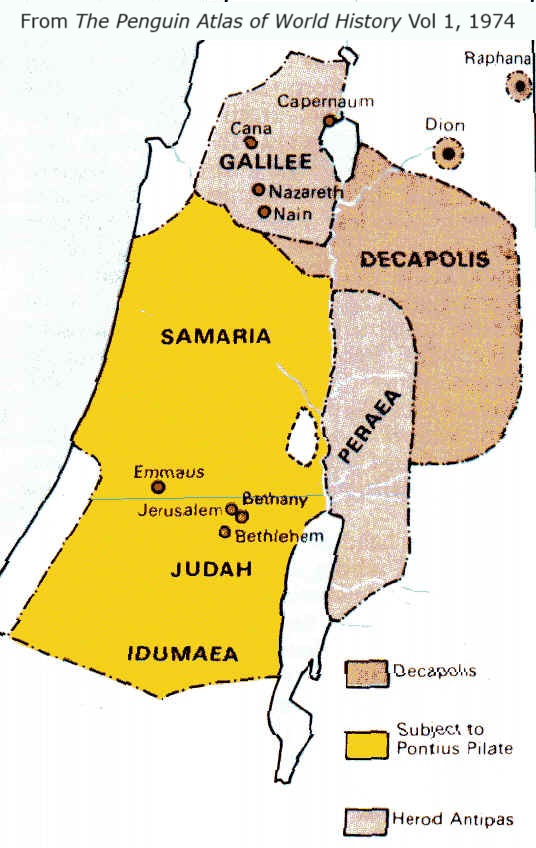 From The Penguin Atlas of World History Vol 1, 1974
Raphana
Capernaum
Dion
Cana
GALILEE
Nazareth
Nain
DECAPOLIS
SAMARIA
PERAEA
Emmaus
Bethany
Jerusalem
Bethlehem
JUDAH
IDUMAEA
Decapolis
Subject to
Pontius Pilate
Herod Antipas